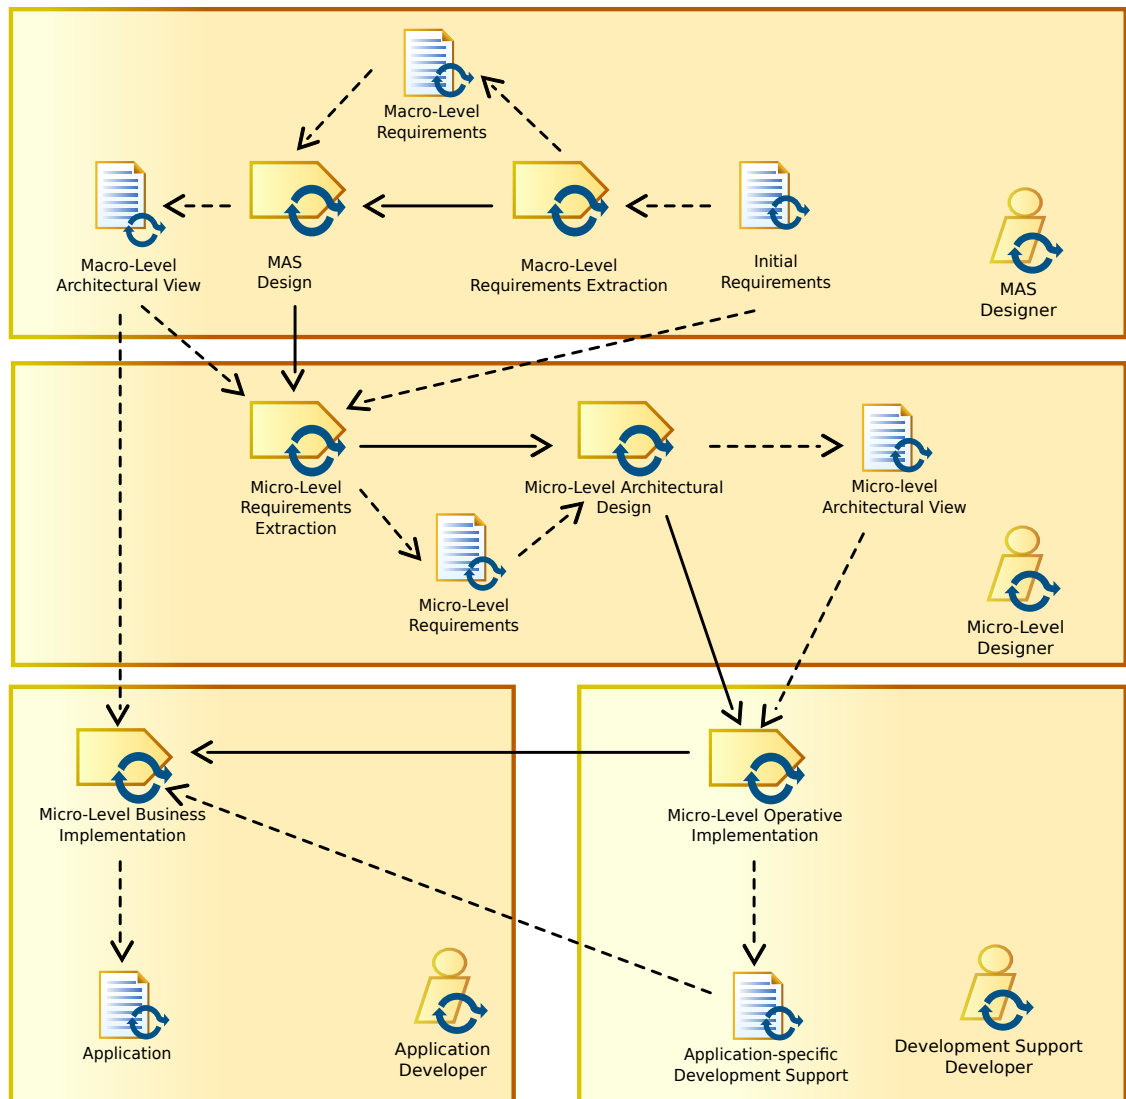 Macro-Level
Requirements
Macro-Level
Architectural View
MAS
Design
Macro-Level
Requirements Extraction
Initial
Requirements
MAS
Designer
Micro-Level
Requirements
Extraction
Micro-Level Architectural
Design
Micro-level
Architectural View
Micro-Level
Requirements
Micro-Level
Designer
Micro-Level Business
Implementation
Micro-Level Operative
Implementation
Application
Application
Developer
Application-specific
Development Support
Development Support
Developer